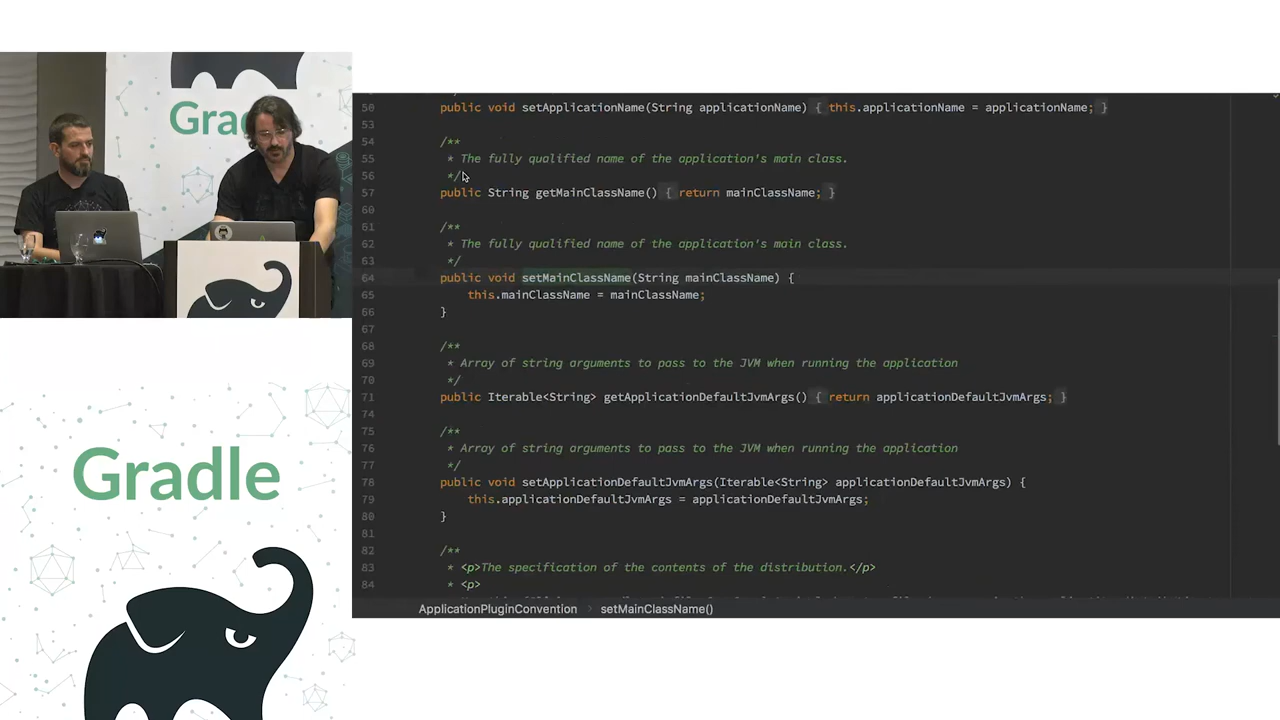 Grad
Gradle
50 public void setApplicationName(String applicationName) { this.applicationName = applicationName; }
53
54 /**
55 * The fully qualified name of the application's main class.
56 */
57 public String getMainClassName() { return mainClassName; }
60
61 /**
62 * The fully qualified name of the application's main class.
63 */
64 public void setMainClassName(String mainClassName) {
65 this.mainClassName = mainClassName;
66 }
67
68 /**
69 * Array of string arguments to pass to the JVM when running the application
70 */
71 public Iterable<String> getApplicationDefaultJvmArgs() { return applicationDefaultJvmArgs; }
74
75 /**
76 * Array of string arguments to pass to the JVM when running the application
77 */
78 public void setApplicationDefaultJvmArgs(Iterable<String> applicationDefaultJvmArgs) {
79 this.applicationDefaultJvmArgs = applicationDefaultJvmArgs;
80 }
81
82 /**
83 * <p>The specification of the contents of the distribution.</p>
84 * <p>
ApplicationPluginConvention setMainClassName()